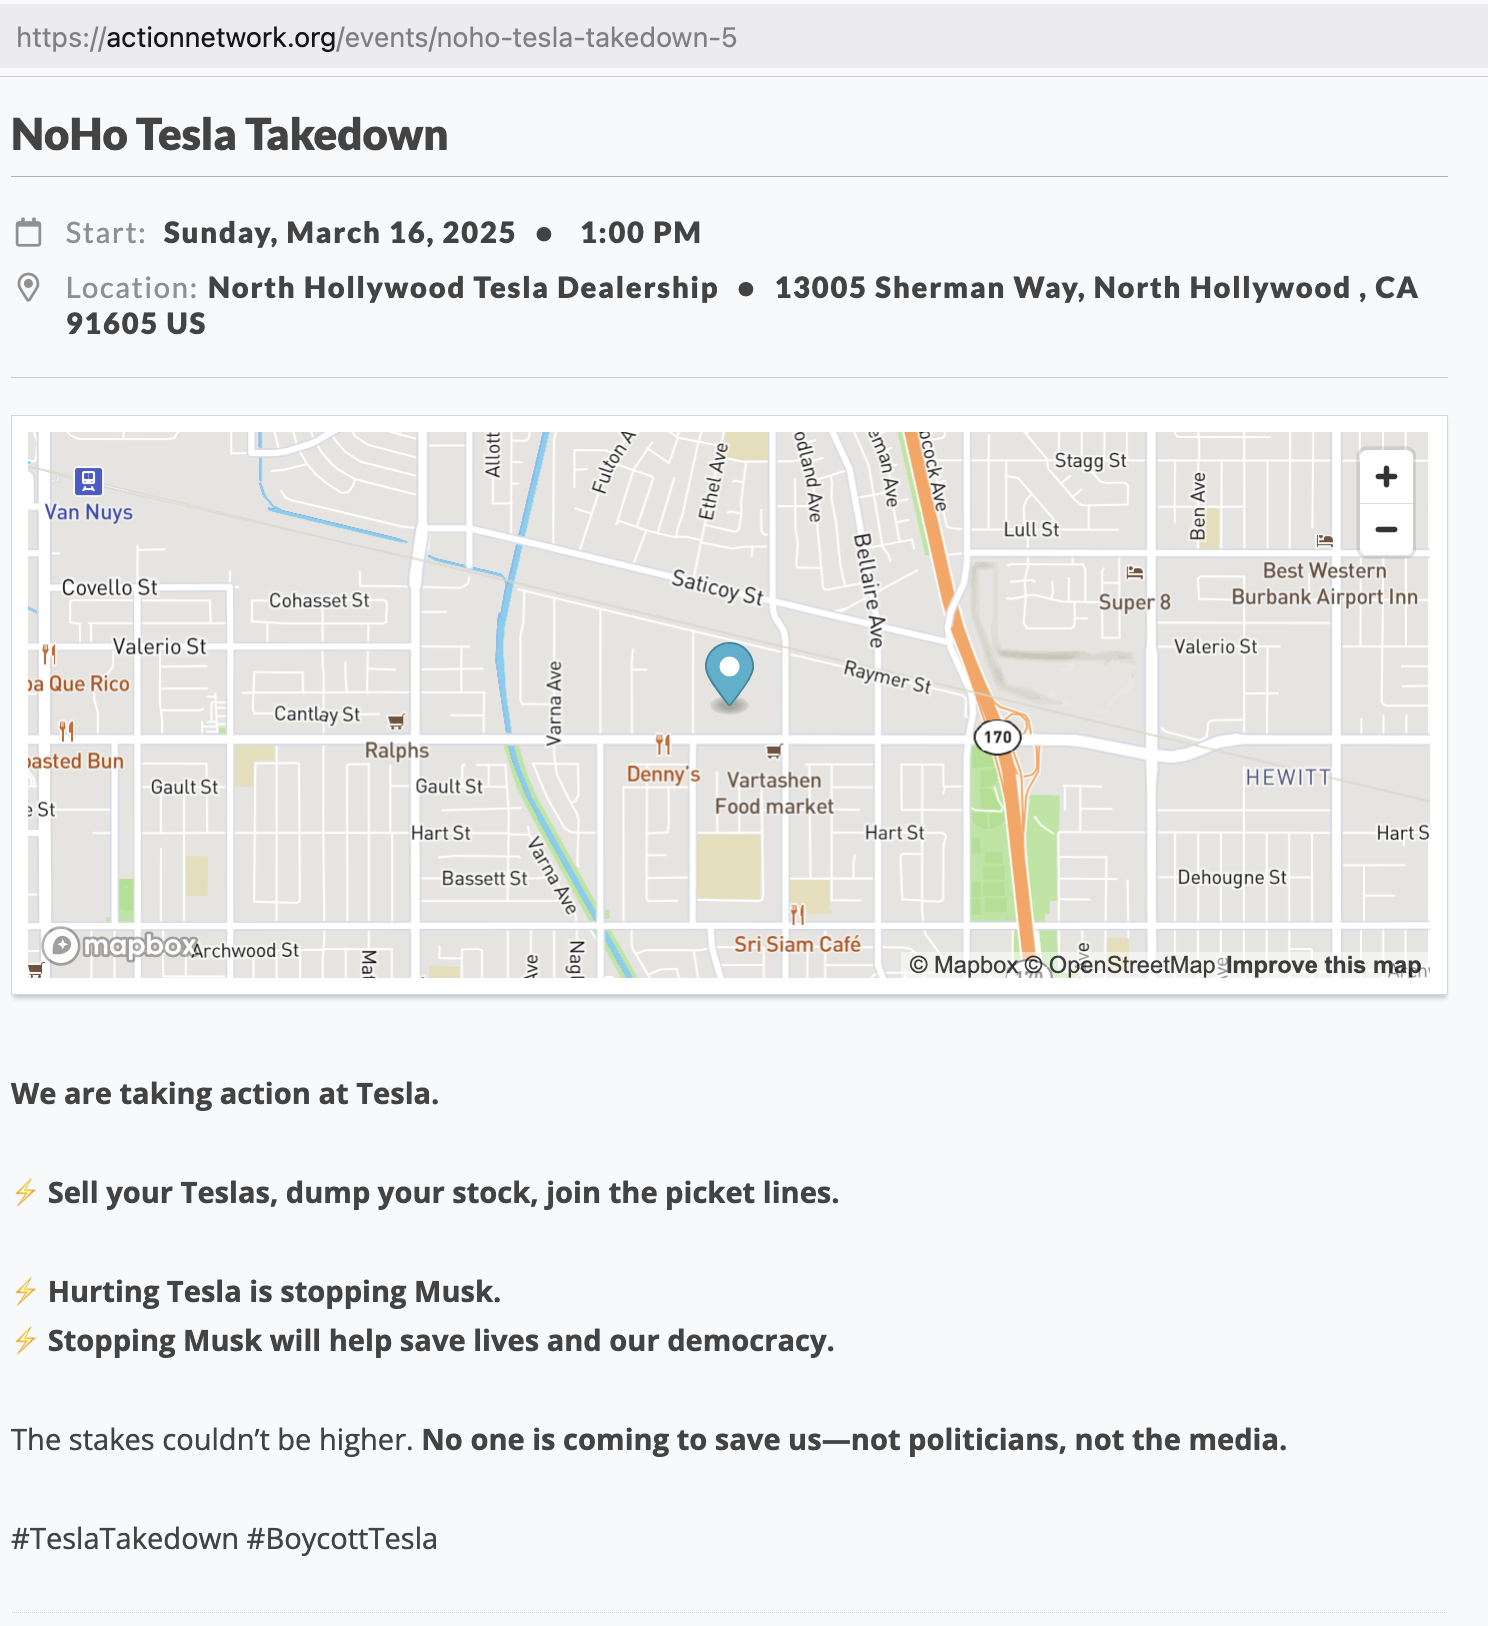 https://actionnetwork.org/events/noho-tesla-takedown-5
NoHo Tesla Takedown
Start: Sunday, March 16, 2025 ● 1:00 PM
Location: North Hollywood Tesla Dealership ● 13005 Sherman Way, North Hollywood , CA
91605 US
Allott
Fulton A
Ethel Ave
odland Ave
eman Ave
cock Ave
Stagg St
Ben Ave
+
−
Van Nuys
Lull St
Covello St
Cohasset St
Saticoy St
Bellaire Ave
Super 8
Best Western
Burbank Airport Inn
Valerio St
Valerio St
a Que Rico
Cantlay St
Varna Ave
Raymer St
170
Ralphs
asted Bun
Denny's
Vartashen
Food market
HEWITT
Gault St
Gault St
e St
Hart St
Hart St
Hart S
Bassett St
Varna Ave
Dehougne St
Sri Siam Café
mapbox
Archwood St
Mat
Ave
Nagl
ve
© Mapbox © OpenStreetMap Improve this map
We are taking action at Tesla.
⚡ Sell your Teslas, dump your stock, join the picket lines.
⚡ Hurting Tesla is stopping Musk.
⚡ Stopping Musk will help save lives and our democracy.
The stakes couldn’t be higher. No one is coming to save us—not politicians, not the media.
#TeslaTakedown #BoycottTesla